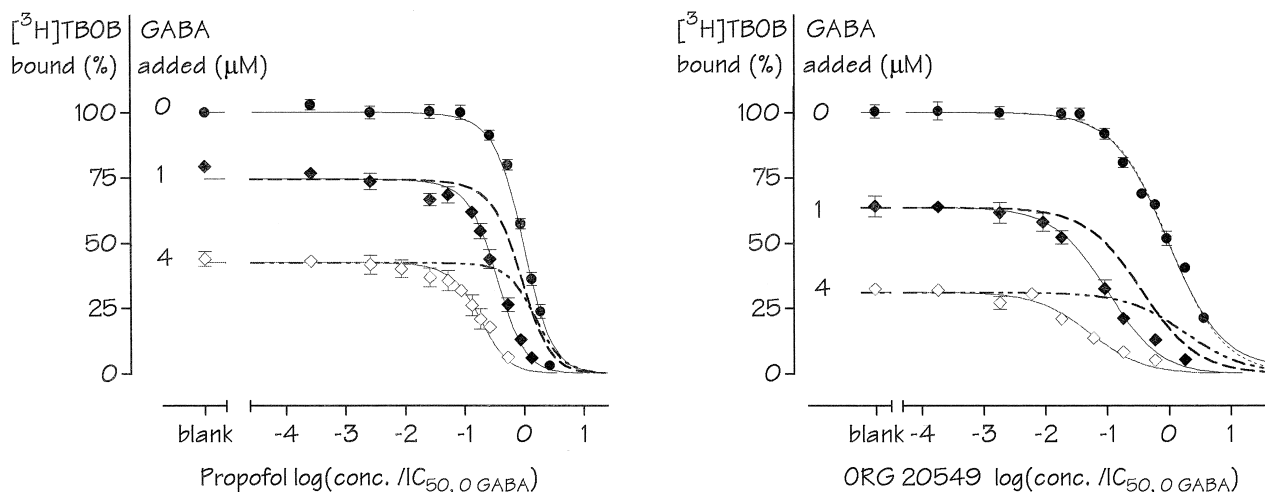 [³H]TBOB GABA
bound (%) added (µM)
100 0
75 1
50
4
25
0
blank -4 -3 -2 -1 0 1
Propofol log(conc. /IC50, 0 GABA)
[³H]TBOB GABA
bound (%) added (µM)
100 0
75
1
50
4
25
0
blank -4 -3 -2 -1 0 1
ORG 20549 log(conc. /IC50, 0 GABA)